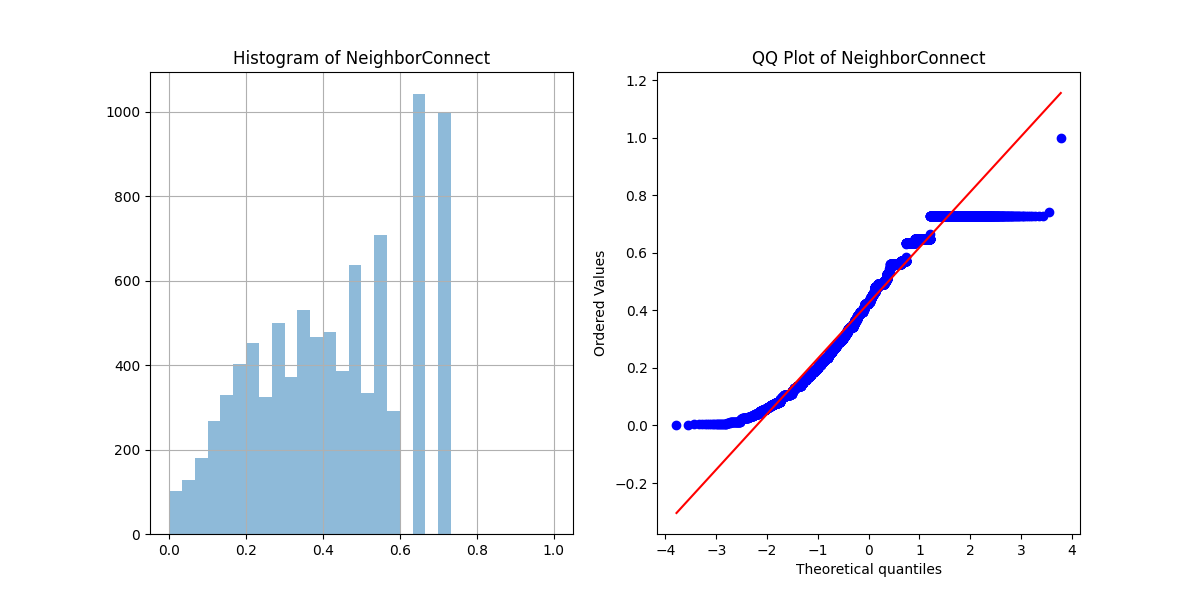 Histogram of NeighborConnect
1000
800
600
400
200
0
0.0 0.2 0.4 0.6 0.8 1.0
QQ Plot of NeighborConnect
Ordered Values
1.2
1.0
0.8
0.6
0.4
0.2
0.0
−0.2
−4 −3 −2 −1 0 1 2 3 4
Theoretical quantiles